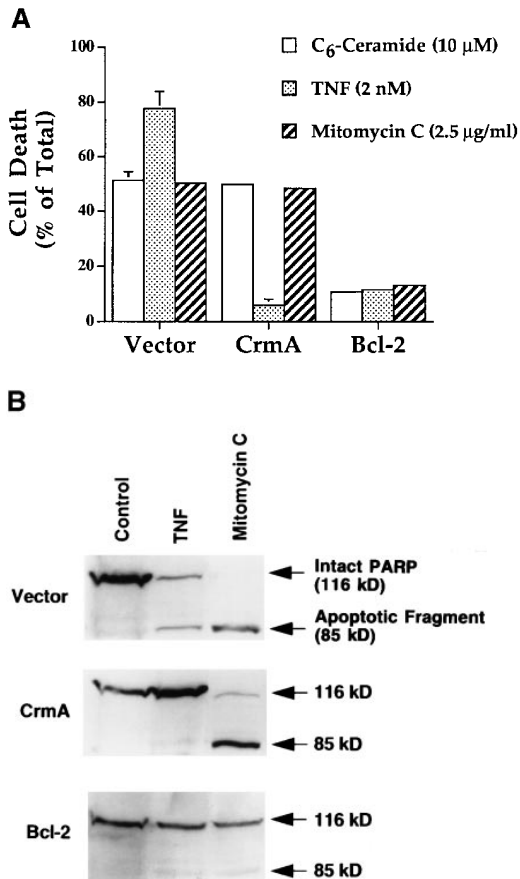 A
C6-Ceramide (10 µM)
TNF (2 nM)
Mitomycin C (2.5 µg/ml)
Cell Death
(% of Total)
100
80
60
40
20
0
Vector
CrmA
Bcl-2
B
Control
TNF
Mitomycin C
Vector
Intact PARP
(116 kD)
Apoptotic Fragment
(85 kD)
CrmA
116 kD
85 kD
Bcl-2
116 kD
85 kD